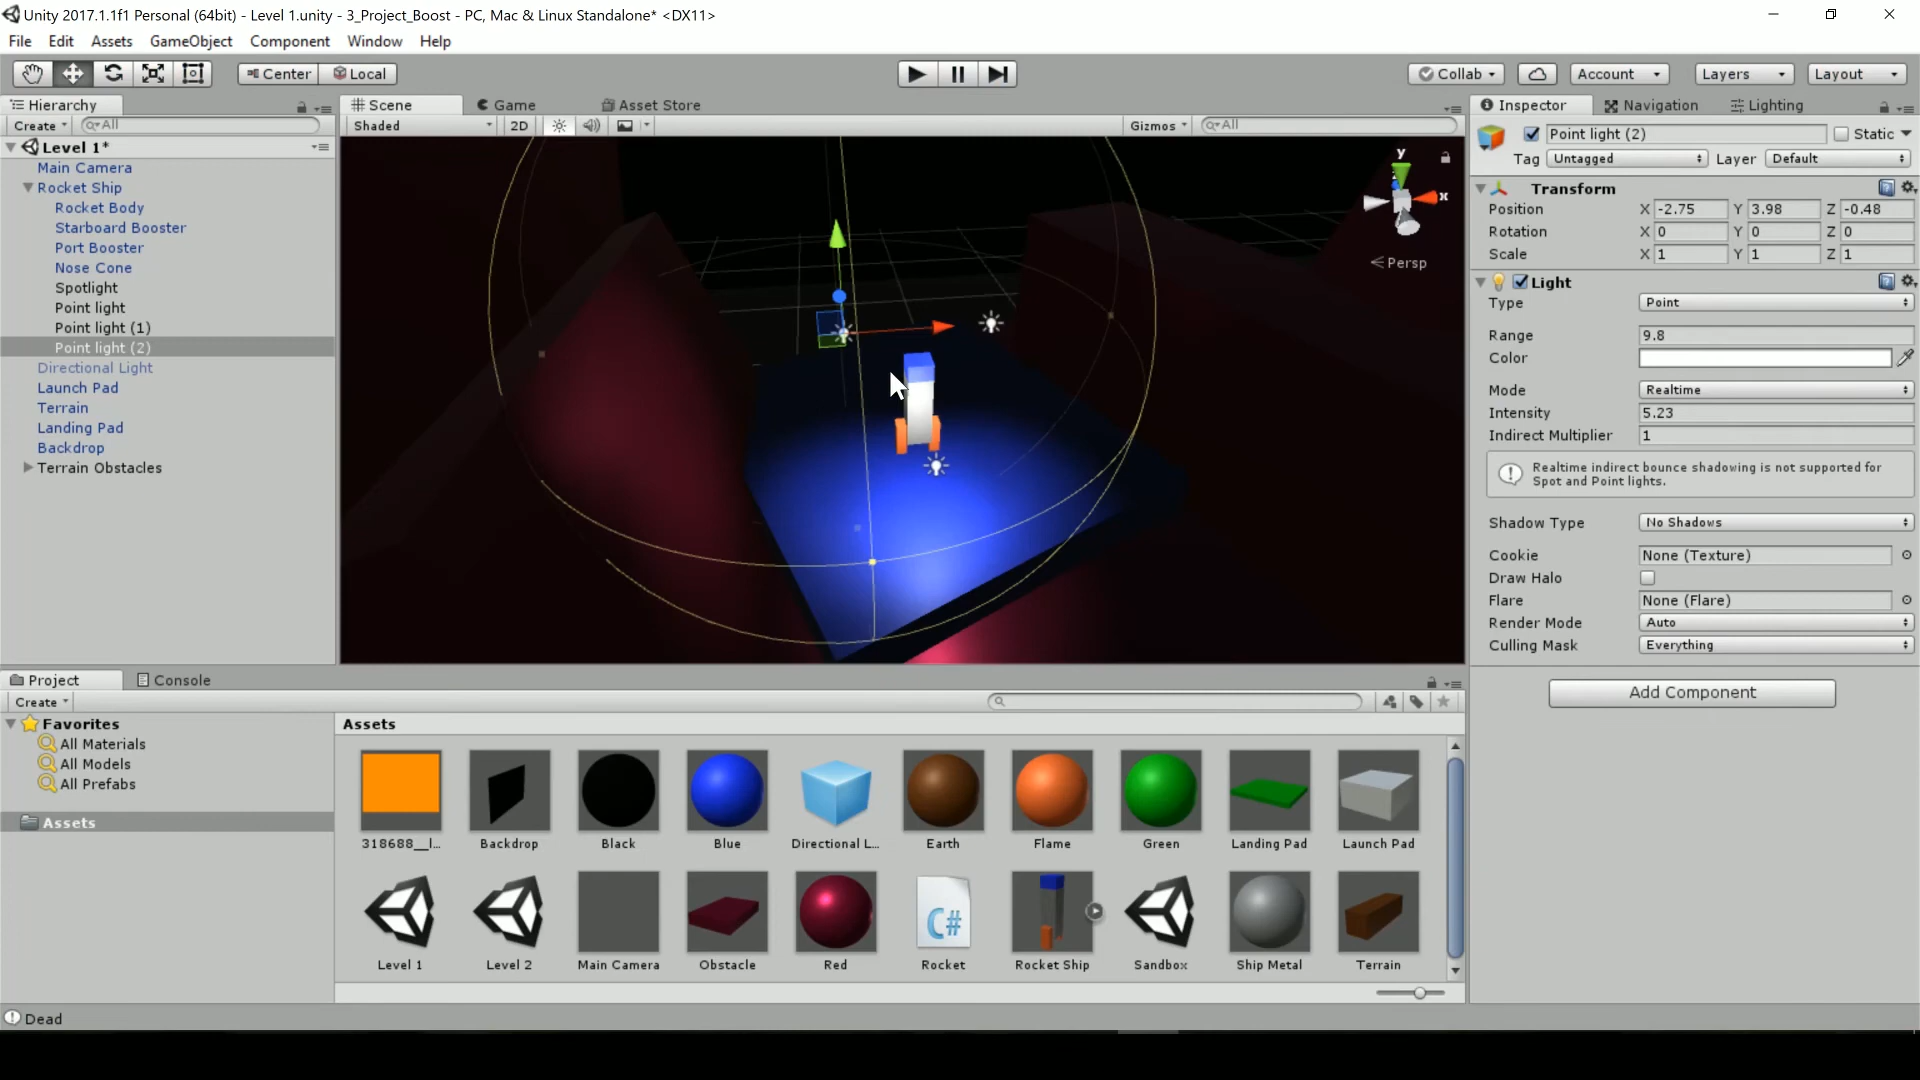 Unity 2017.1.1f1 Personal (64bit) - Level 1.unity - 3_Project_Boost - PC, Mac & Linux Standalone* <DX11>
File Edit Assets GameObject Component Window Help
Center Local Collab Account Layers Layout
Hierarchy
Create All
Level 1*
Main Camera
Rocket Ship
Rocket Body
Starboard Booster
Port Booster
Nose Cone
Spotlight
Point light
Point light (1)
Point light (2)
Directional Light
Launch Pad
Terrain
Landing Pad
Backdrop
Terrain Obstacles
Scene Game Asset Store
Shaded 2D Gizmos All
y
x
Persp
Inspector Navigation Lighting
Point light (2) Static
Tag Untagged Layer Default
Transform
Position X -2.75 Y 3.98 Z -0.48
Rotation X 0 Y 0 Z 0
Scale X 1 Y 1 Z 1
Light
Type Point
Range 9.8
Color
Mode Realtime
Intensity 5.23
Indirect Multiplier 1
Realtime indirect bounce shadowing is not supported for
Spot and Point lights.
Shadow Type No Shadows
Cookie None (Texture)
Draw Halo
Flare None (Flare)
Render Mode Auto
Culling Mask Everything
Add Component
Project Console
Create
Favorites
All Materials
All Models
All Prefabs
Assets
Assets
318688__l... Backdrop Black Blue Directional L... Earth Flame Green Landing Pad Launch Pad
C#
Level 1 Level 2 Main Camera Obstacle Red Rocket Rocket Ship Sandbox Ship Metal Terrain
Dead